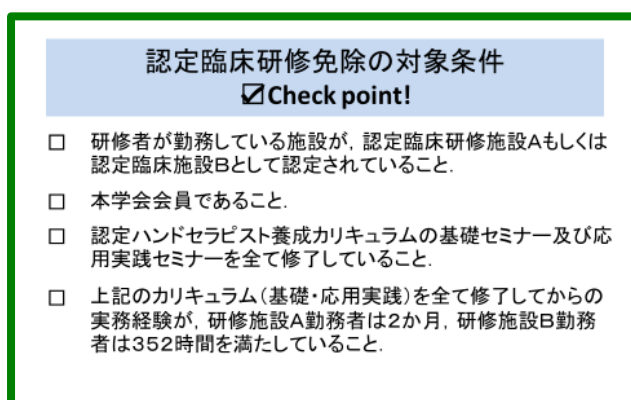 認定臨床研修免除の対象条件
☑Check point!
□ 研修者が勤務している施設が，認定臨床研修施設Aもしくは
認定臨床施設Bとして認定されていること．
□ 本学会会員であること．
□ 認定ハンドセラピスト養成カリキュラムの基礎セミナー及び応
用実践セミナーを全て修了していること．
□ 上記のカリキュラム（基礎・応用実践）を全て修了してからの
実務経験が，研修施設A勤務者は2か月，研修施設B勤務
者は352時間を満たしていること．